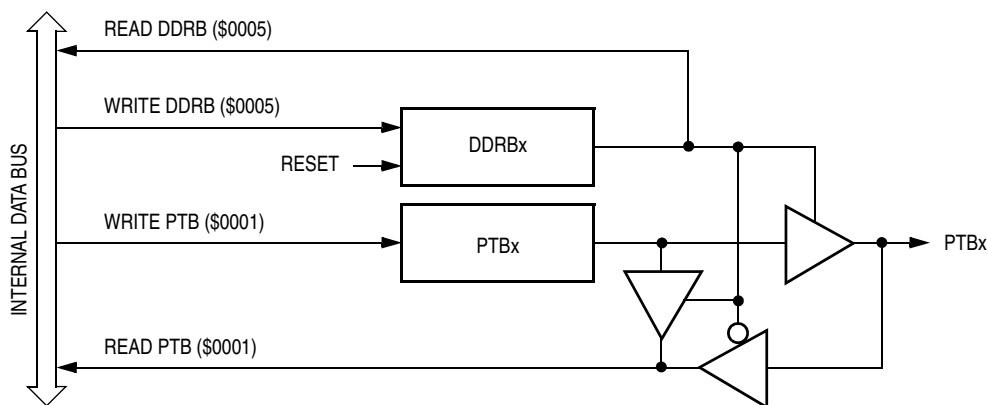 READ DDRB ($0005)
WRITE DDRB ($0005)
DDRBx
RESET
WRITE PTB ($0001)
PTBx
PTBx
READ PTB ($0001)
INTERNAL DATA BUS